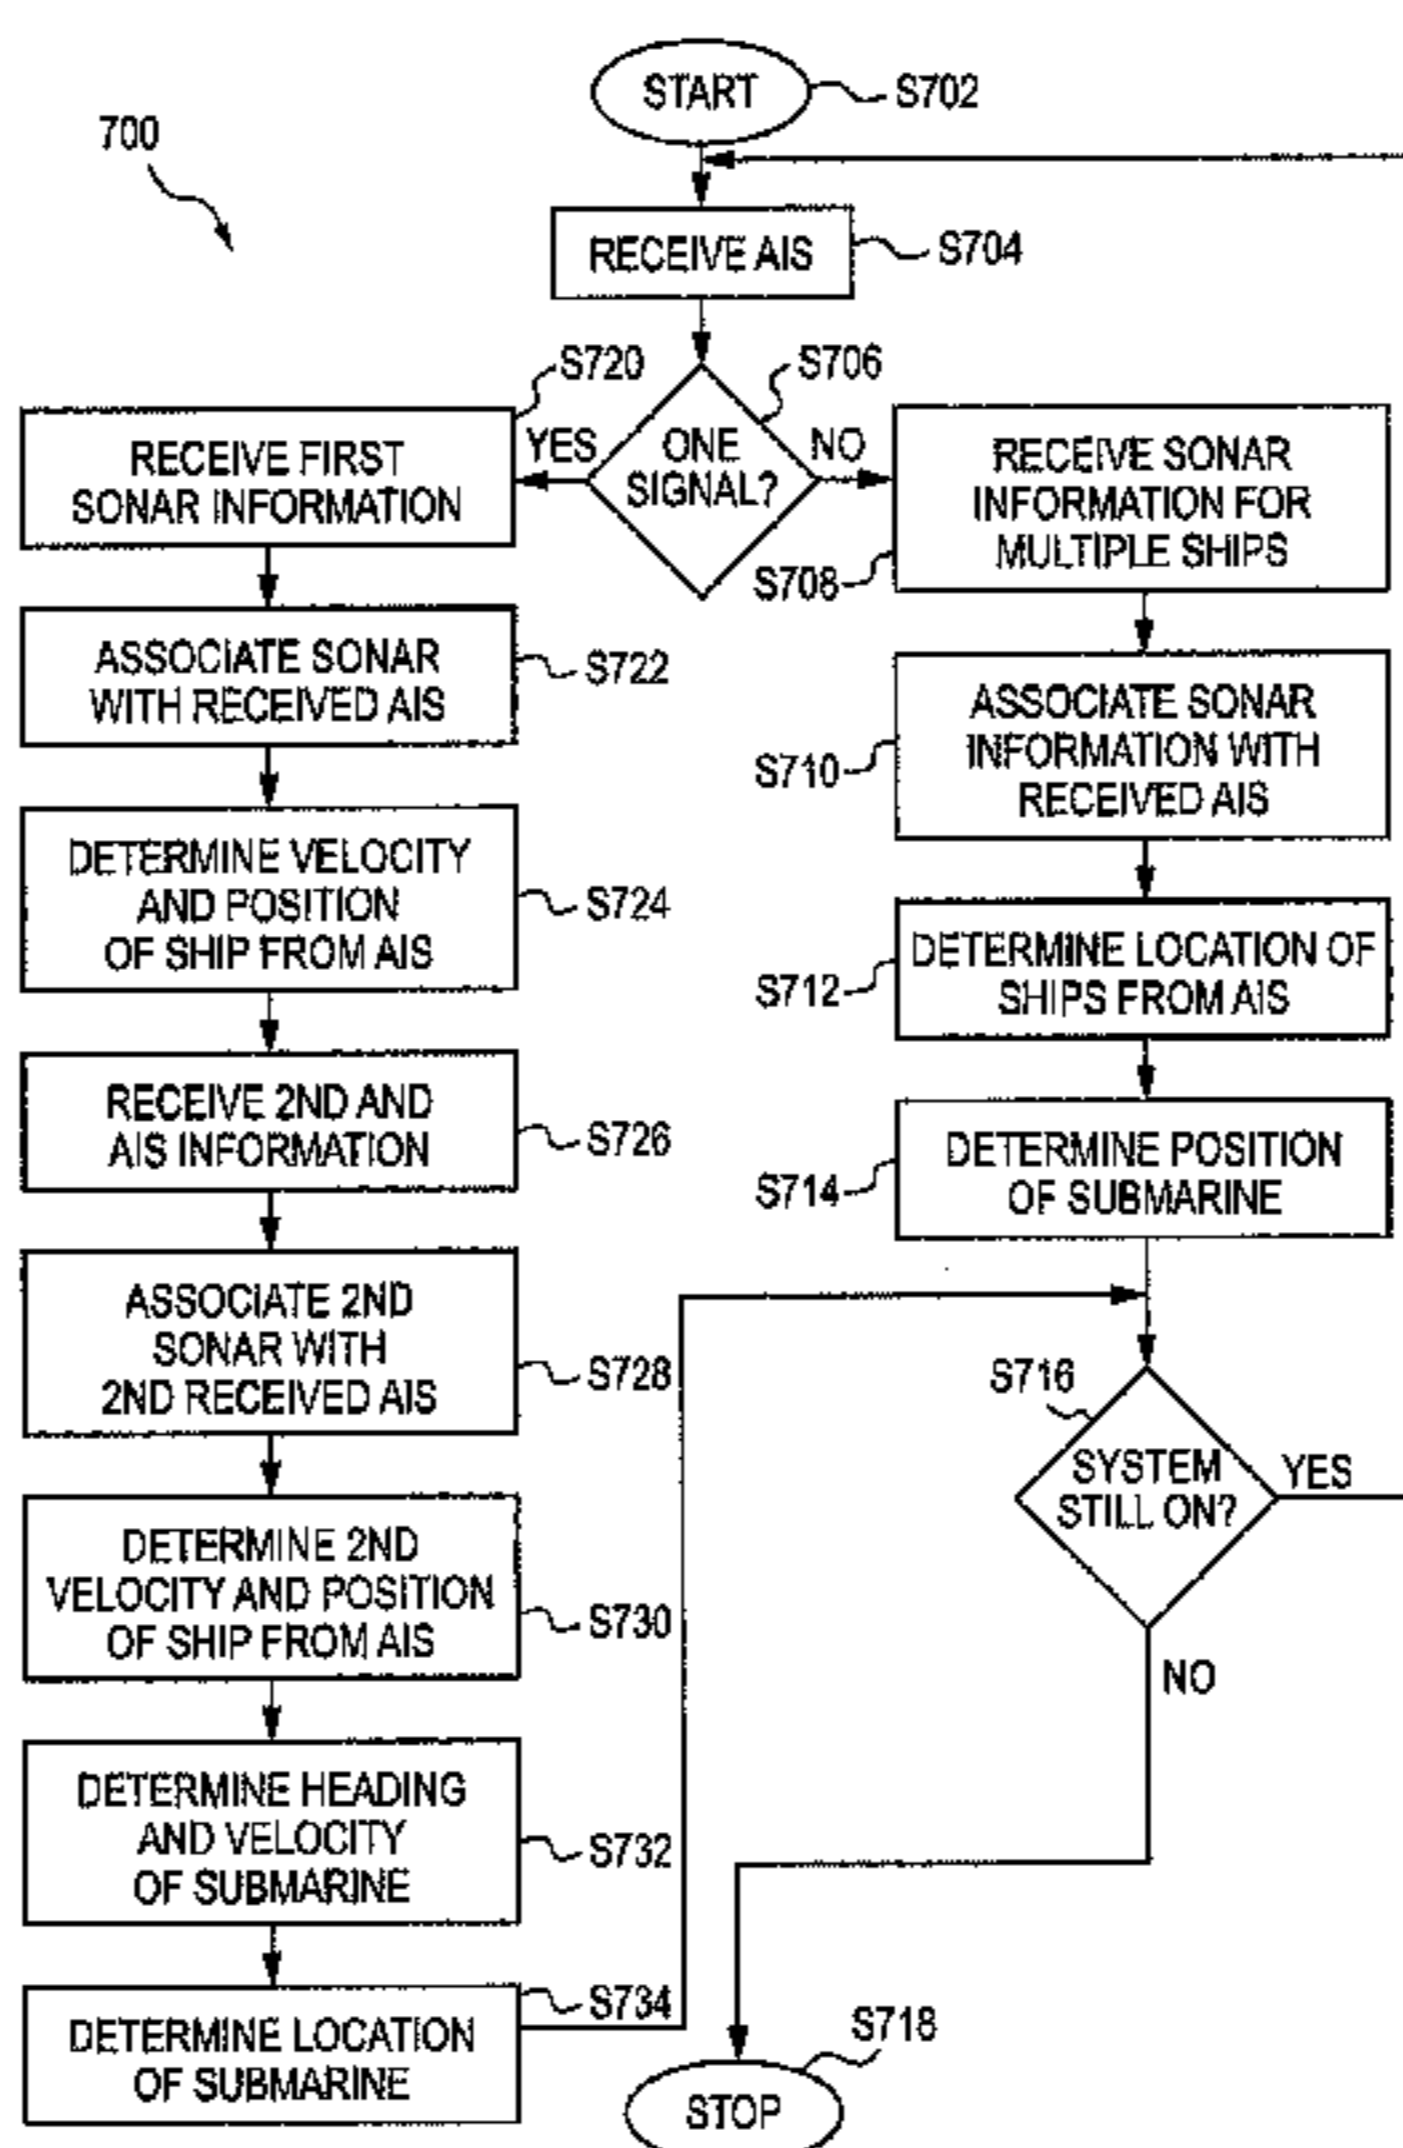 START
S702
700
RECEIVE AIS
S704
S720
S706
YES
ONE
SIGNAL?
NO
RECEIVE FIRST
SONAR INFORMATION
RECEIVE SONAR
INFORMATION FOR
MULTIPLE SHIPS
S708
ASSOCIATE SONAR
WITH RECEIVED AIS
S722
ASSOCIATE SONAR
INFORMATION WITH
RECEIVED AIS
S710
DETERMINE VELOCITY
AND POSITION
OF SHIP FROM AIS
S724
DETERMINE LOCATION OF
SHIPS FROM AIS
S712
RECEIVE 2ND AND
AIS INFORMATION
S726
DETERMINE POSITION
OF SUBMARINE
S714
ASSOCIATE 2ND
SONAR WITH
2ND RECEIVED AIS
S728
S716
SYSTEM
STILL ON?
YES
NO
DETERMINE 2ND
VELOCITY AND POSITION
OF SHIP FROM AIS
S730
DETERMINE HEADING
AND VELOCITY
OF SUBMARINE
S732
DETERMINE LOCATION
OF SUBMARINE
S734
S718
STOP